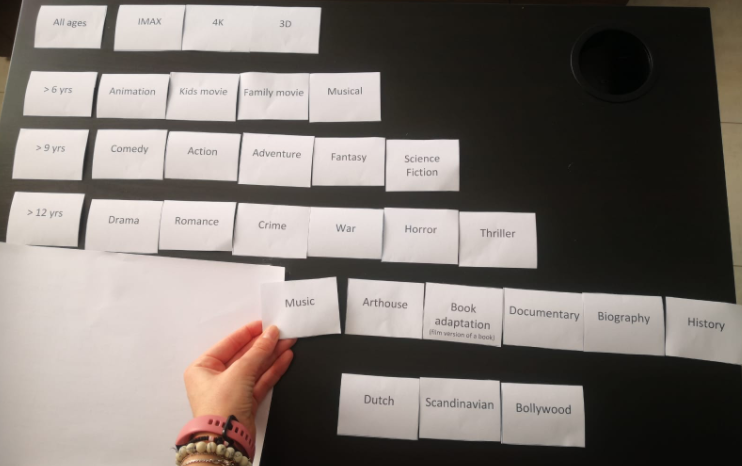 All ages IMAX 4K 3D
> 6 yrs Animation Kids movie Family movie Musical
> 9 yrs Comedy Action Adventure Fantasy Science
Fiction
> 12 yrs Drama Romance Crime War Horror Thriller
Music Arthouse Book
adaptation
(film version of a book)
Documentary Biography History
Dutch Scandinavian Bollywood